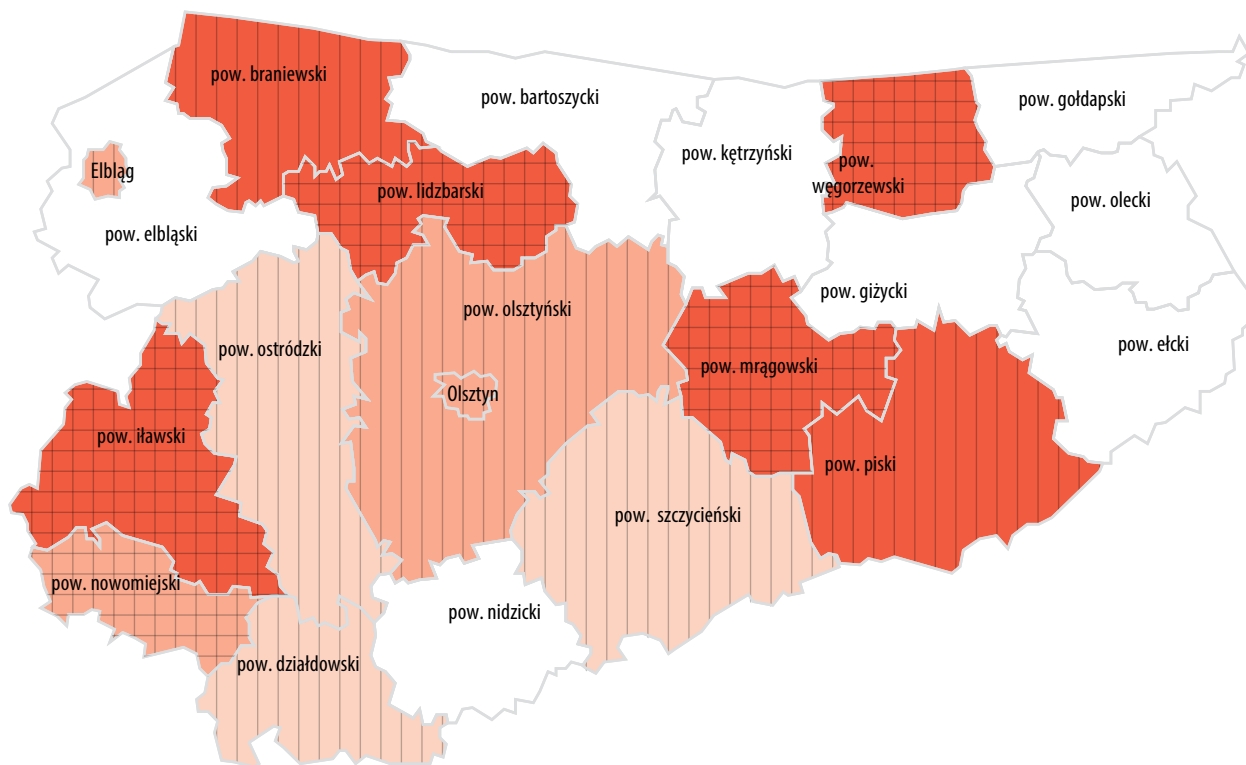 pow. braniewski
pow. bartoszycki
pow. gołdapski
pow. kętrzyński
pow.
węgorzewski
Elbląg
pow. lidzbarski
pow. olecki
pow. elbląski
pow. giżycki
pow. olsztyński
pow. ostródzki
pow. ełcki
pow. mrągowski
Olsztyn
pow. iławski
pow. piski
pow. szczycieński
pow. nowomiejski
pow. nidzicki
pow. działdowski